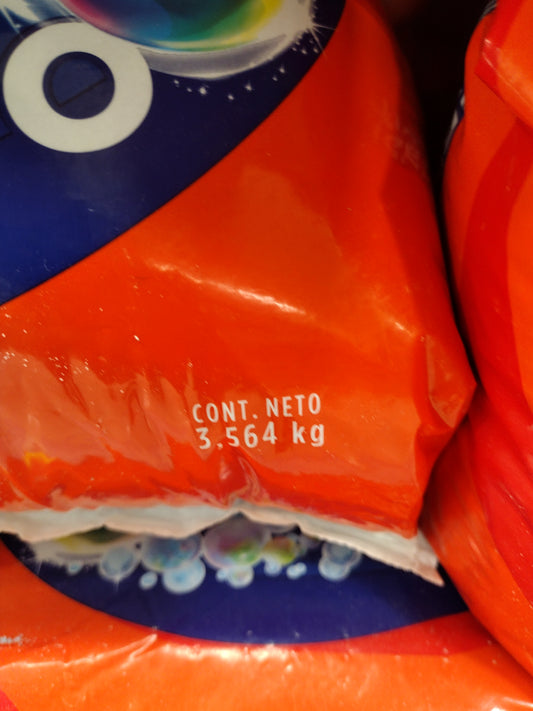 O
CONT. NETO
3.564 kg